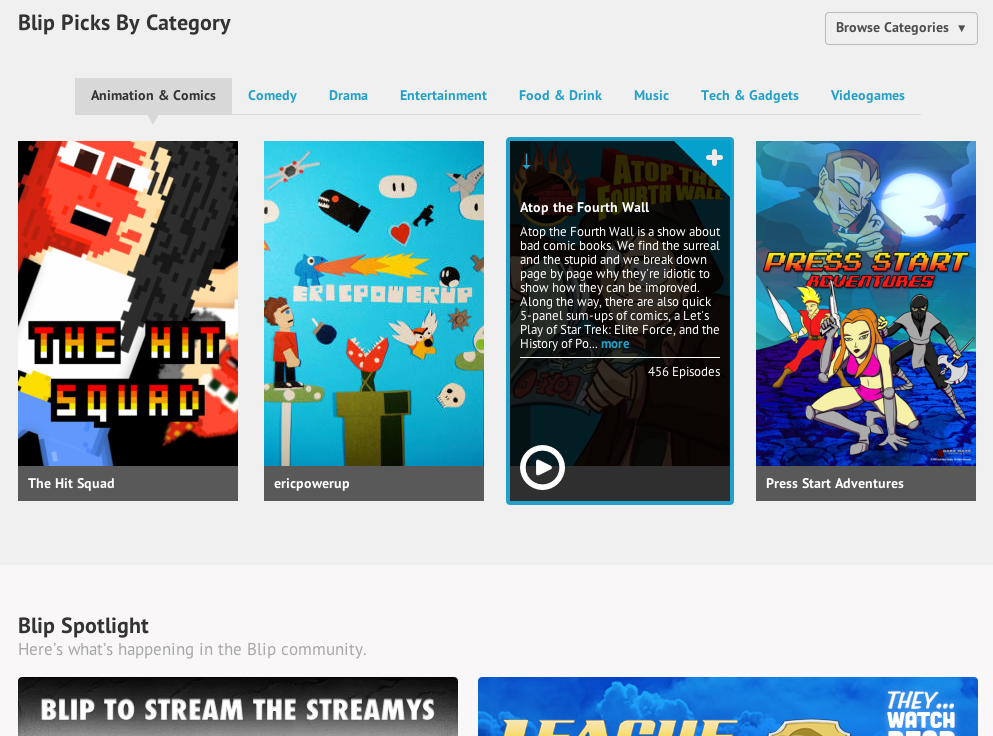 Blip Picks By Category
Browse Categories ▼
Animation & Comics
Comedy
Drama
Entertainment
Food & Drink
Music
Tech & Gadgets
Videogames
THE HIT
SQUAD
The Hit Squad
ERICPOWERUP
ericpowerup
ATOP THE
FOURTH WALL
Atop the Fourth Wall
Atop the Fourth Wall is a show about
bad comic books. We find the surreal
and the stupid and we break down
page by page why they're idiotic to
show how they can be improved.
Along the way, there are also quick
5-panel sum-ups of comics, a Let's
Play of Star Trek: Elite Force, and the
History of Po... more
456 Episodes
PRESS START
ADVENTURES
Press Start Adventures
Blip Spotlight
Here's what's happening in the Blip community.
BLIP TO STREAM THE STREAMYS
LEAGUE
THEY...
WATCH